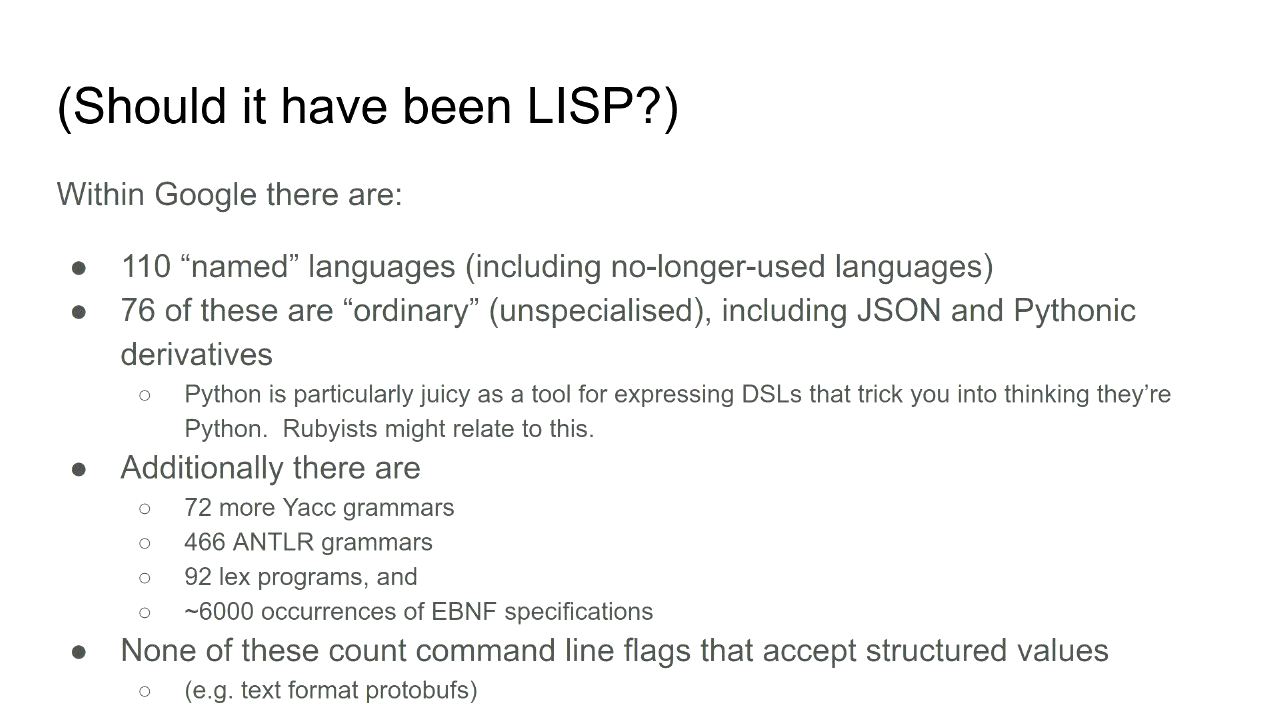 (Should it have been LISP?)
Within Google there are:
● 110 “named” languages (including no-longer-used languages)
● 76 of these are “ordinary” (unspecialised), including JSON and Pythonic
derivatives
○ Python is particularly juicy as a tool for expressing DSLs that trick you into thinking they’re
Python.  Rubyists might relate to this.
● Additionally there are
○ 72 more Yacc grammars
○ 466 ANTLR grammars
○ 92 lex programs, and
○ ~6000 occurrences of EBNF specifications
● None of these count command line flags that accept structured values
○ (e.g. text format protobufs)